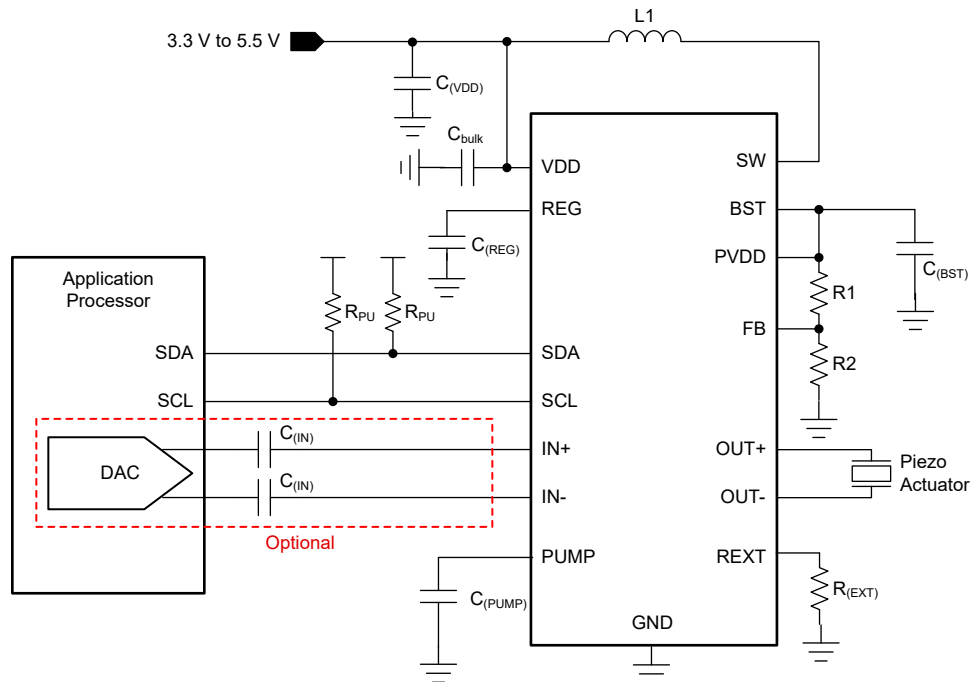 L1
3.3 V to 5.5 V
C(VDD)
Cbulk
VDD
SW
REG
BST
C(REG)
PVDD
C(BST)
Application
Processor
RPU
RPU
R1
FB
SDA
SDA
R2
SCL
SCL
C(IN)
IN+
OUT+
DAC
Piezo
Actuator
C(IN)
IN-
OUT-
Optional
PUMP
REXT
C(PUMP)
R(EXT)
GND